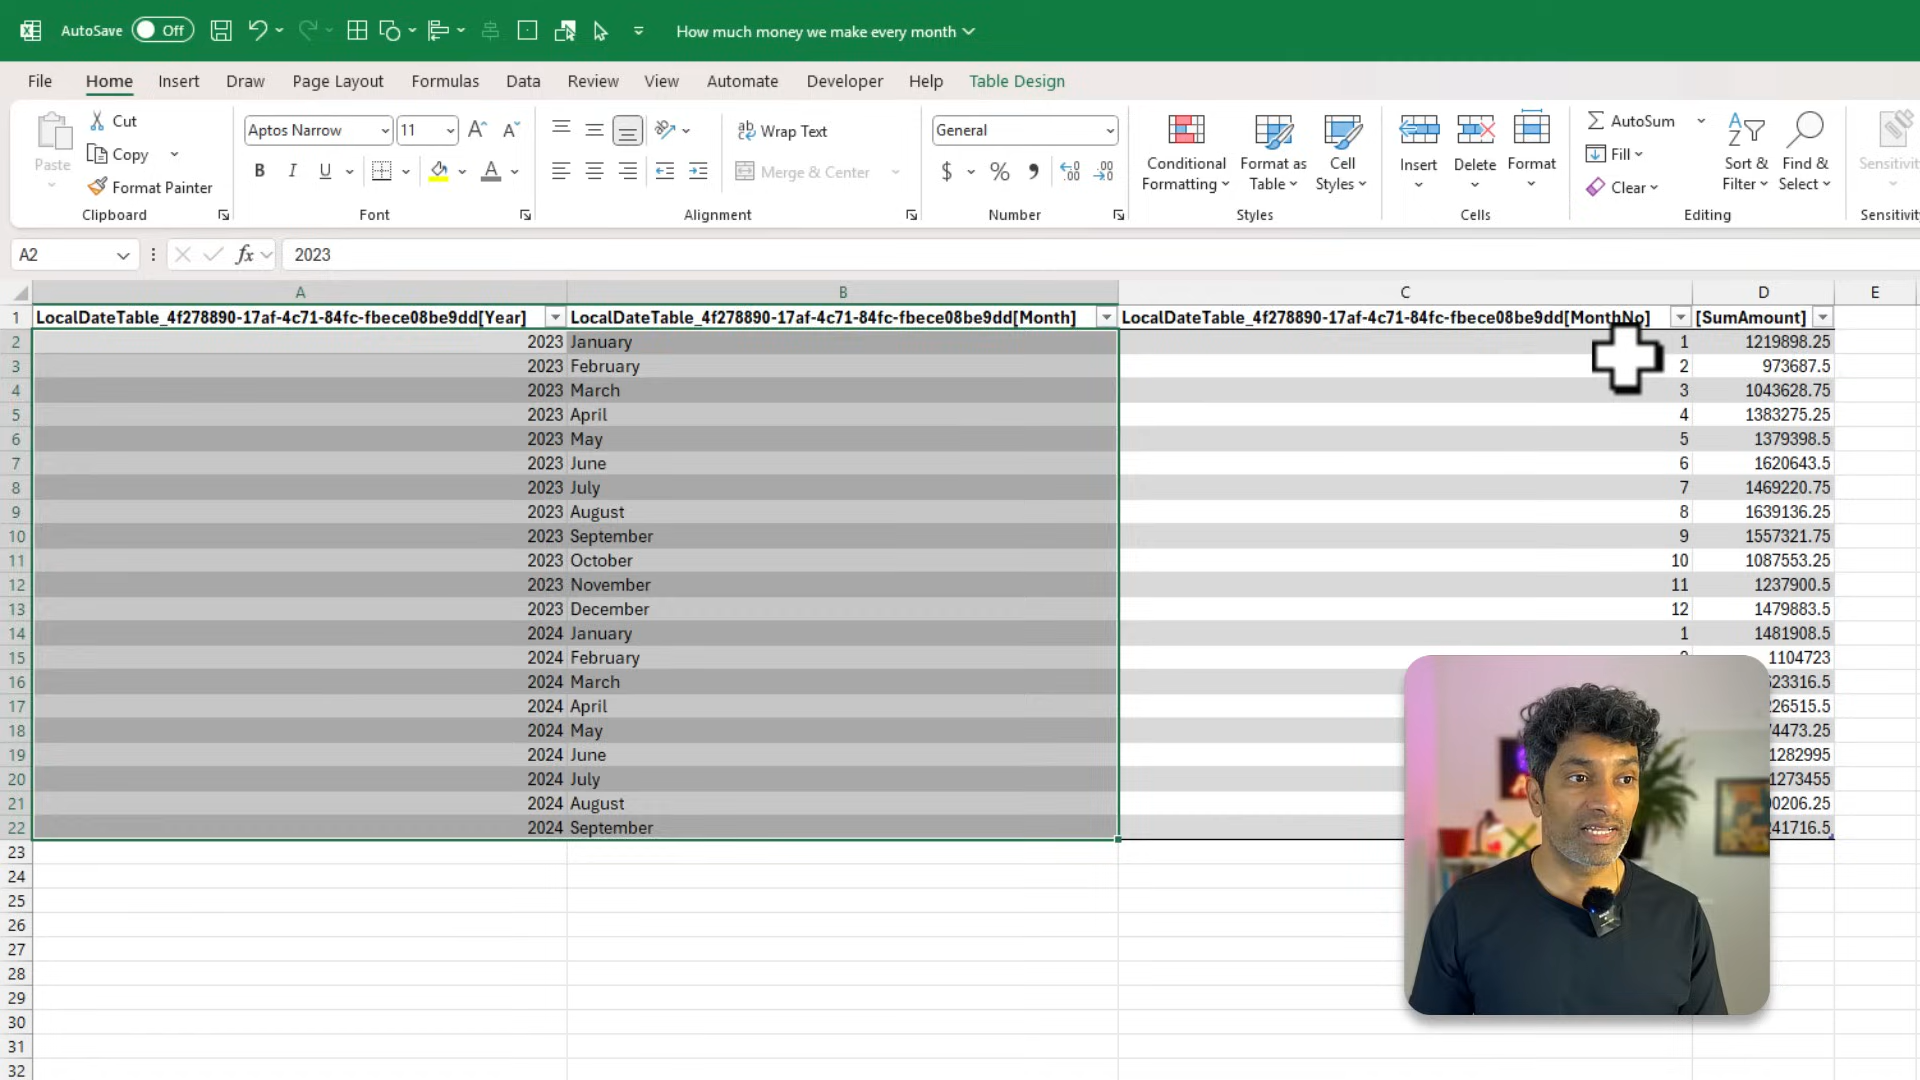 AutoSave Off How much money we make every month
File Home Insert Draw Page Layout Formulas Data Review View Automate Developer Help Table Design
Paste
Cut
Copy
Format Painter
Clipboard
Aptos Narrow 11
B I U
Font
Wrap Text
Merge & Center
Alignment
General
$ % ,
Number
Conditional Formatting
Format as Table
Cell Styles
Styles
Insert
Delete
Format
Cells
AutoSum
Fill
Clear
Sort & Filter
Find & Select
Editing
Sensitivity
A2 fx 2023
A B C D E
1 LocalDateTable_4f278890-17af-4c71-84fc-fbece08be9dd[Year] LocalDateTable_4f278890-17af-4c71-84fc-fbece08be9dd[Month] LocalDateTable_4f278890-17af-4c71-84fc-fbece08be9dd[MonthNo] [SumAmount]
2 2023 January 1 1219898.25
3 2023 February 2 973687.5
4 2023 March 3 1043628.75
5 2023 April 4 1383275.25
6 2023 May 5 1379398.5
7 2023 June 6 1620643.5
8 2023 July 7 1469220.75
9 2023 August 8 1639136.25
10 2023 September 9 1557321.75
11 2023 October 10 1087553.25
12 2023 November 11 1237900.5
13 2023 December 12 1479883.5
14 2024 January 1 1481908.5
15 2024 February 1104723
16 2024 March 23316.5
17 2024 April 26515.5
18 2024 May 4473.25
19 2024 June 1282995
20 2024 July 1273455
21 2024 August 0206.25
22 2024 September 41716.5
23
24
25
26
27
28
29
30
31
32